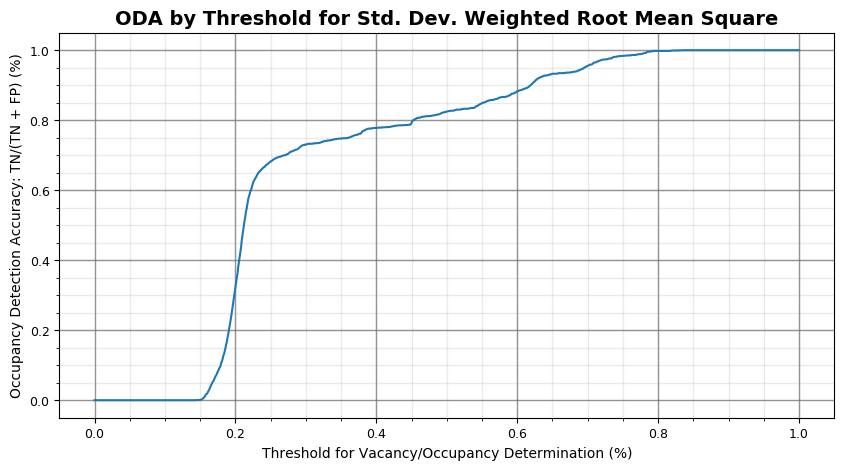 ODA by Threshold for Std. Dev. Weighted Root Mean Square
Occupancy Detection Accuracy: TN/(TN + FP) (%)
1.0
0.8
0.6
0.4
0.2
0.0
0.0 0.2 0.4 0.6 0.8 1.0
Threshold for Vacancy/Occupancy Determination (%)